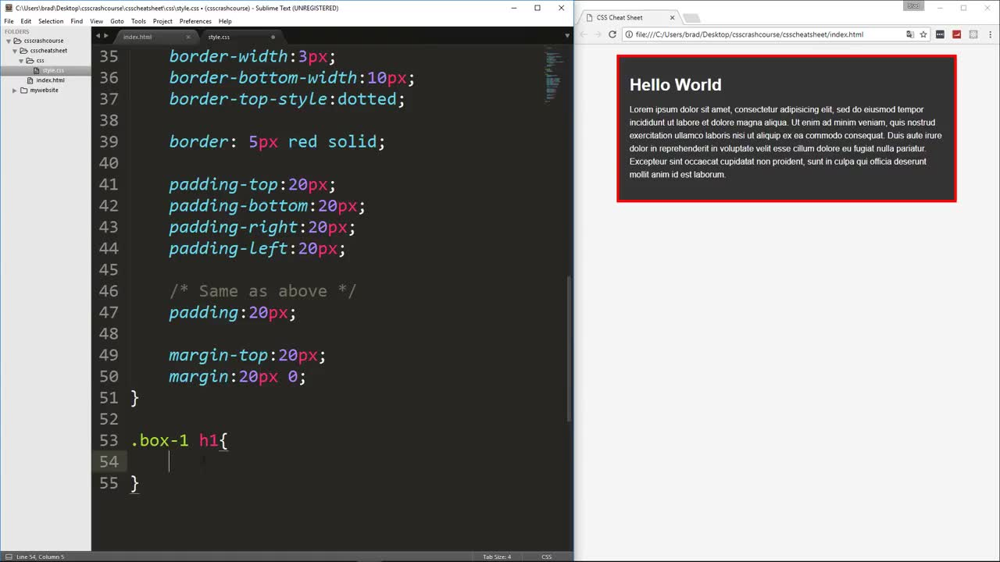 C:\Users\brad\Desktop\csscrashcourse\csscheatsheet\css\style.css • (csscrashcourse) - Sublime Text (UNREGISTERED)
File Edit Selection Find View Goto Tools Project Preferences Help
FOLDERS
csscrashcourse
csscheatsheet
css
style.css
index.html
mywebsite
index.html
style.css
35 border-width:3px;
36 border-bottom-width:10px;
37 border-top-style:dotted;
38
39 border: 5px red solid;
40
41 padding-top:20px;
42 padding-bottom:20px;
43 padding-right:20px;
44 padding-left:20px;
45
46 /* Same as above */
47 padding:20px;
48
49 margin-top:20px;
50 margin:20px 0;
51 }
52
53 .box-1 h1{
54
55 }
Line 54, Column 5
Tab Size: 4
CSS
Brad
CSS Cheat Sheet
file:///C:/Users/brad/Desktop/csscrashcourse/csscheatsheet/index.html
Hello World
Lorem ipsum dolor sit amet, consectetur adipisicing elit, sed do eiusmod tempor
incididunt ut labore et dolore magna aliqua. Ut enim ad minim veniam, quis nostrud
exercitation ullamco laboris nisi ut aliquip ex ea commodo consequat. Duis aute irure
dolor in reprehenderit in voluptate velit esse cillum dolore eu fugiat nulla pariatur.
Excepteur sint occaecat cupidatat non proident, sunt in culpa qui officia deserunt
mollit anim id est laborum.